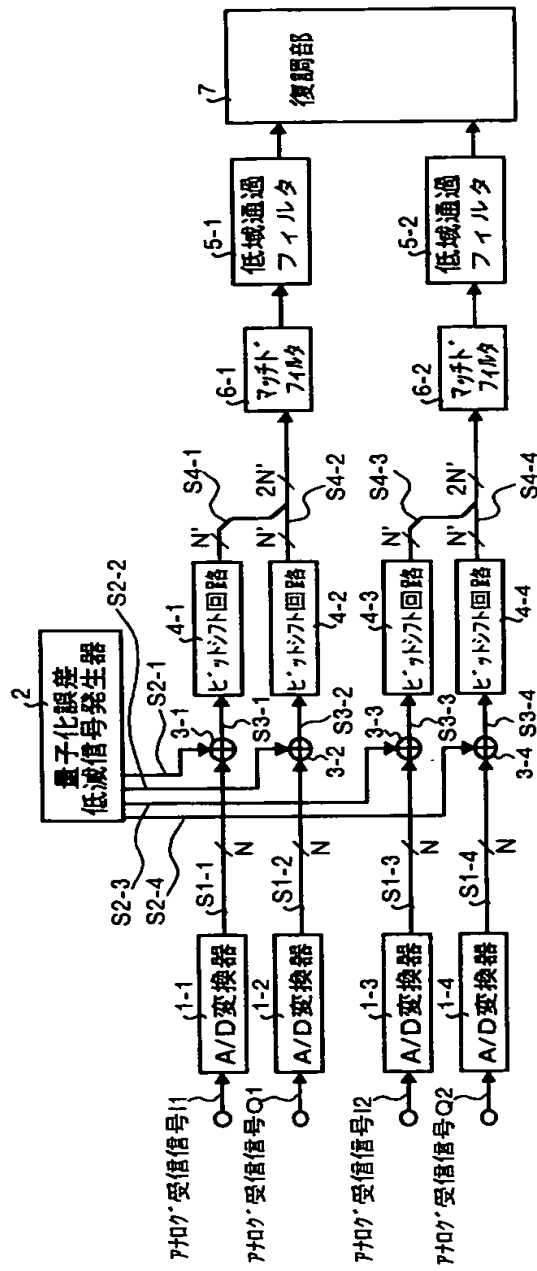 2
量子化誤差
低減信号発生器
S2-1
S2-2
S2-3
S2-4
アナログ受信信号I1
1-1
A/D変換器
S1-1
N
3-1
S3-1
4-1
ビットシフト回路
N'
S4-1
アナログ受信信号Q1
1-2
A/D変換器
S1-2
N
3-2
S3-2
4-2
ビットシフト回路
N'
S4-2
2N'
6-1
マッチド
フィルタ
5-1
低域通過
フィルタ
7
復調部
アナログ受信信号I2
1-3
A/D変換器
S1-3
N
3-3
S3-3
4-3
ビットシフト回路
N'
S4-3
アナログ受信信号Q2
1-4
A/D変換器
S1-4
N
3-4
S3-4
4-4
ビットシフト回路
N'
S4-4
2N'
6-2
マッチド
フィルタ
5-2
低域通過
フィルタ